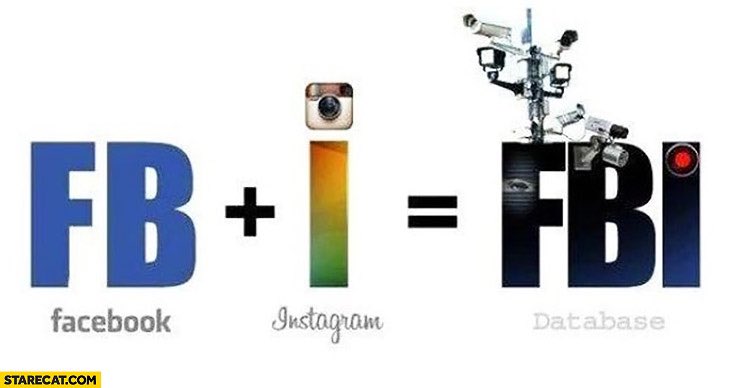 FB + i = FBI
facebook Instagram Database
STARECAT.COM